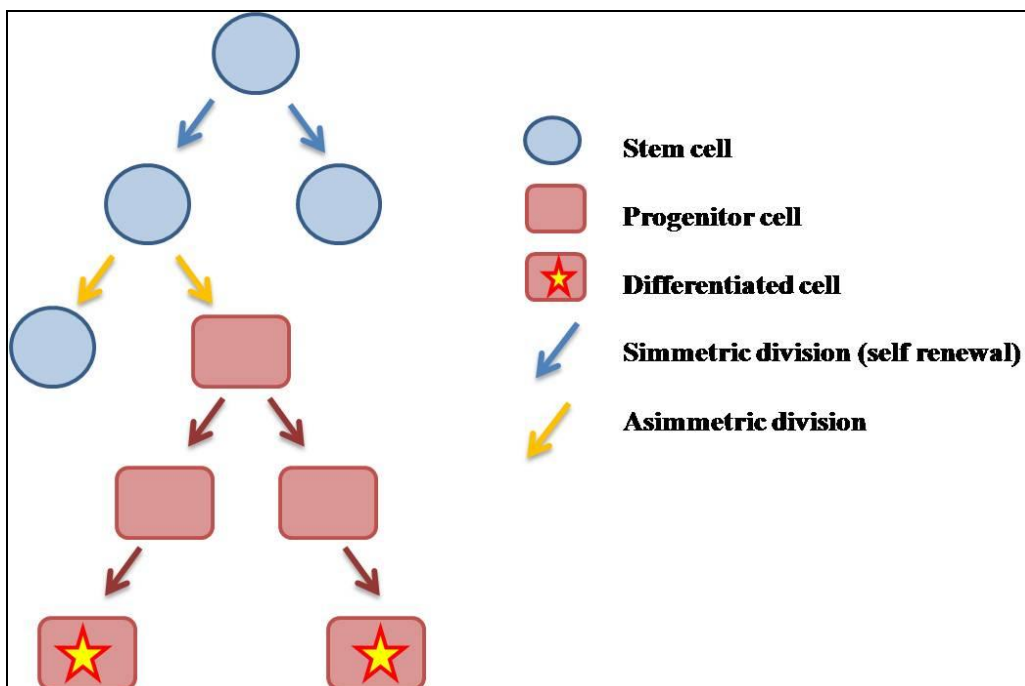 Stem cell
Progenitor cell
Differentiated cell
Simmetric division (self renewal)
Asimmetric division